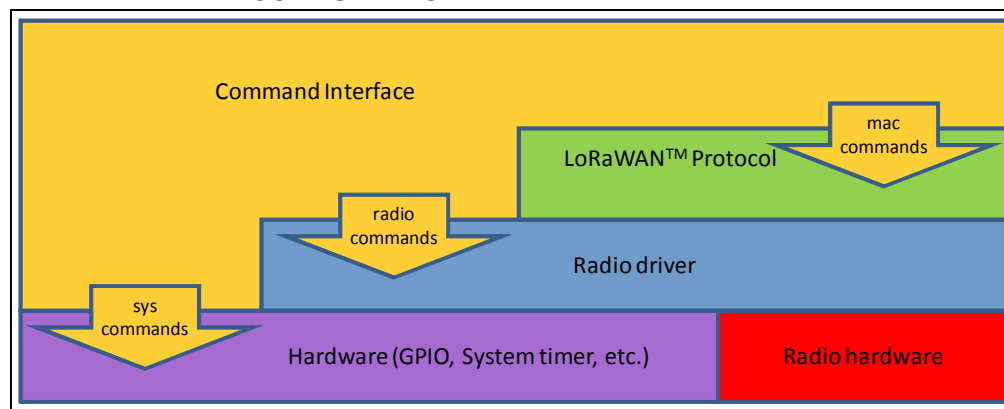 Command Interface
mac
commands
LoRaWAN™ Protocol
radio
commands
Radio driver
sys
commands
Hardware (GPIO, System timer, etc.)
Radio hardware